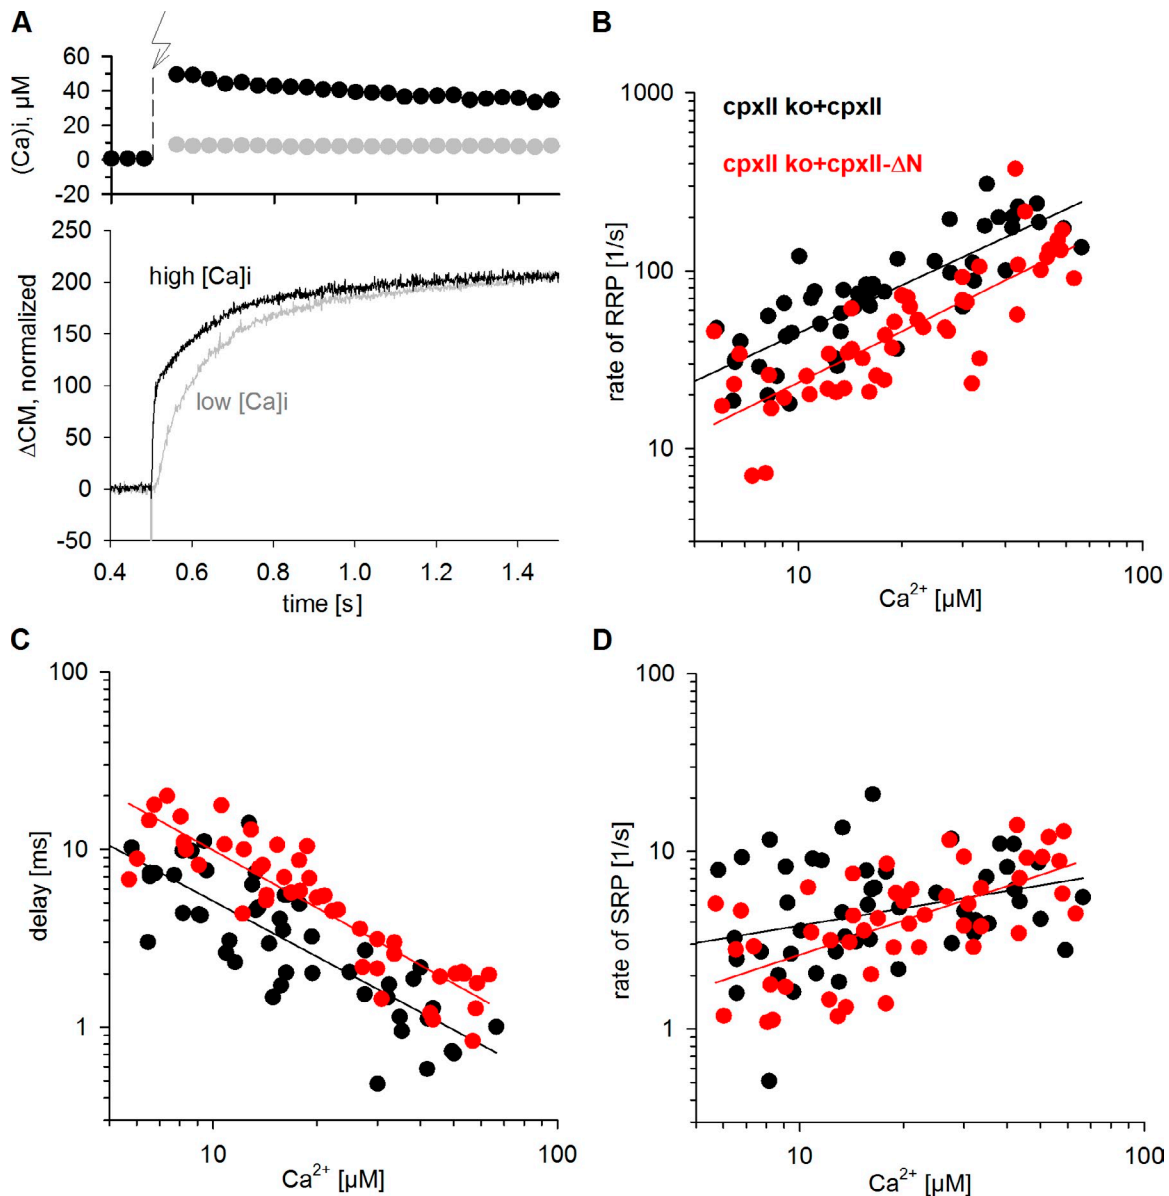 A
(Ca)i, µM
60
40
20
0
-20
ΔCM, normalized
250
200
150
100
50
0
-50
high [Ca]i
low [Ca]i
0.4 0.6 0.8 1.0 1.2 1.4
time [s]
B
cpxII ko+cpxII
cpxII ko+cpxII-ΔN
rate of RRP [1/s]
1000
100
10
10 100
Ca²⁺ [µM]
C
delay [ms]
100
10
1
10 100
Ca²⁺ [µM]
D
rate of SRP [1/s]
100
10
1
10 100
Ca²⁺ [µM]